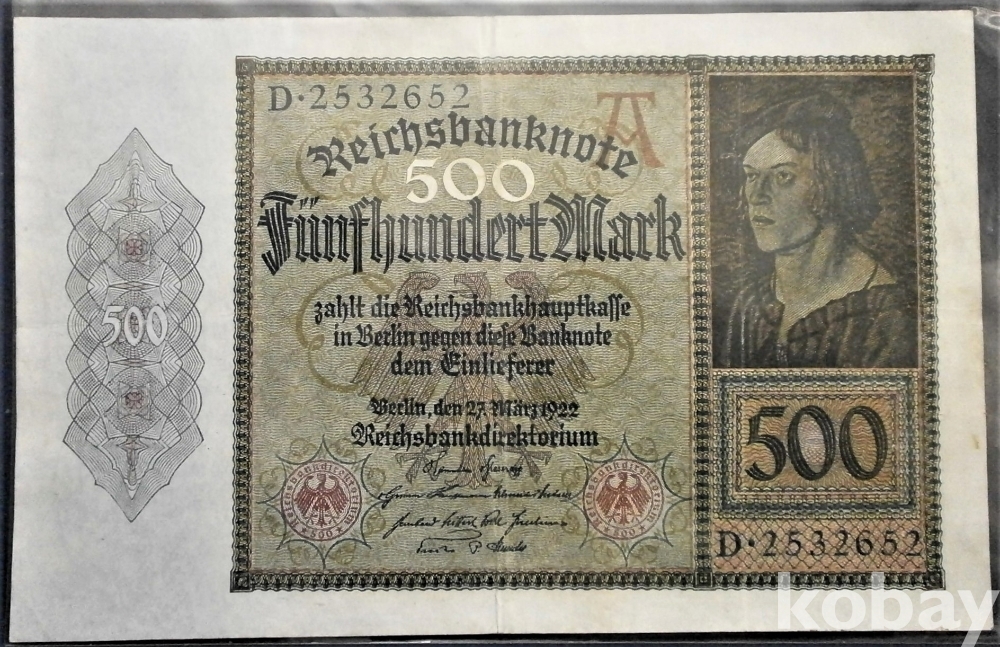 D·2532652
A
Reichsbanknote
500
Fünfhundert Mark
zahlt die Reichsbankhauptkasse
in Berlin gegen diese Banknote
dem Einlieferer
Berlin, den 27. März 1922
Reichsbankdirektorium
500
500
D·2532652
kobay